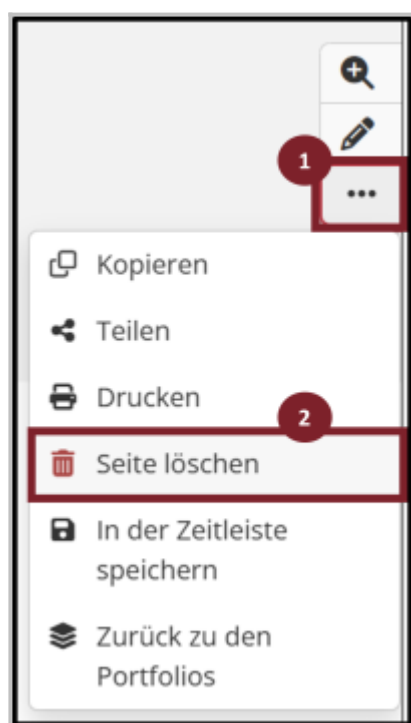 1
Kopieren
Teilen
Drucken
2
Seite löschen
In der Zeitleiste
speichern
Zurück zu den
Portfolios